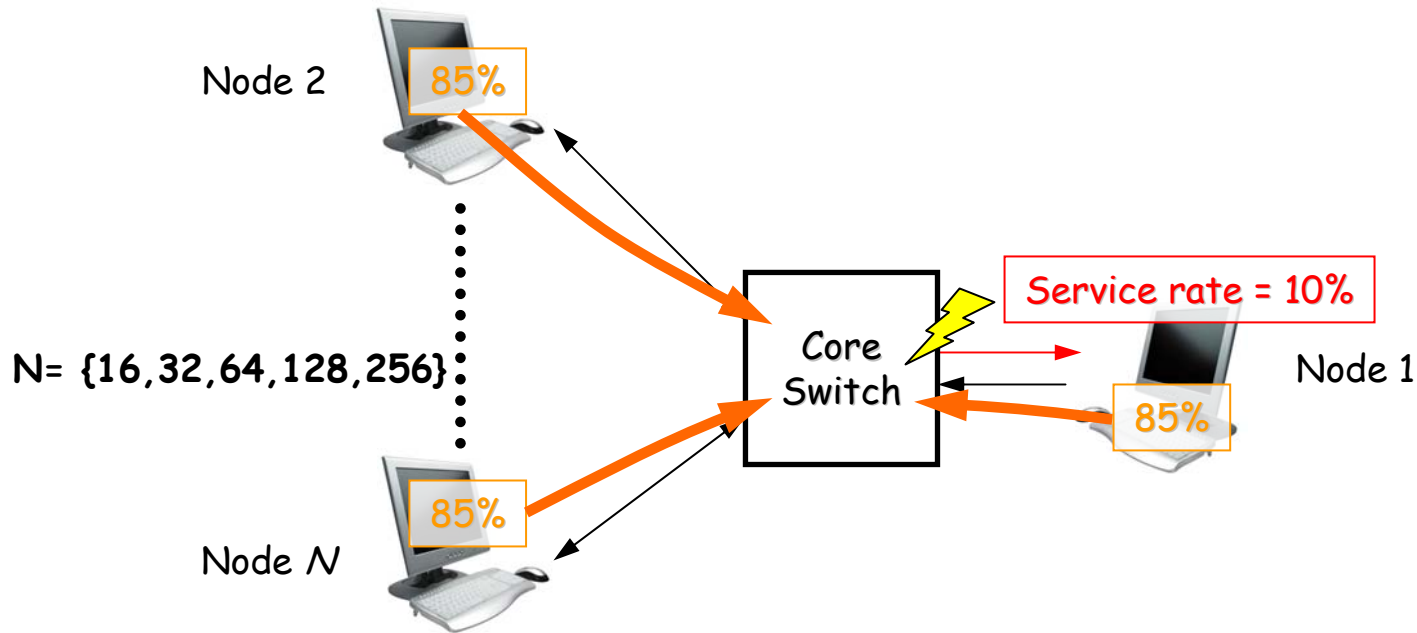 Node 2
85%
Service rate = 10%
Core
Switch
N= {16,32,64,128,256}
Node 1
85%
85%
Node N